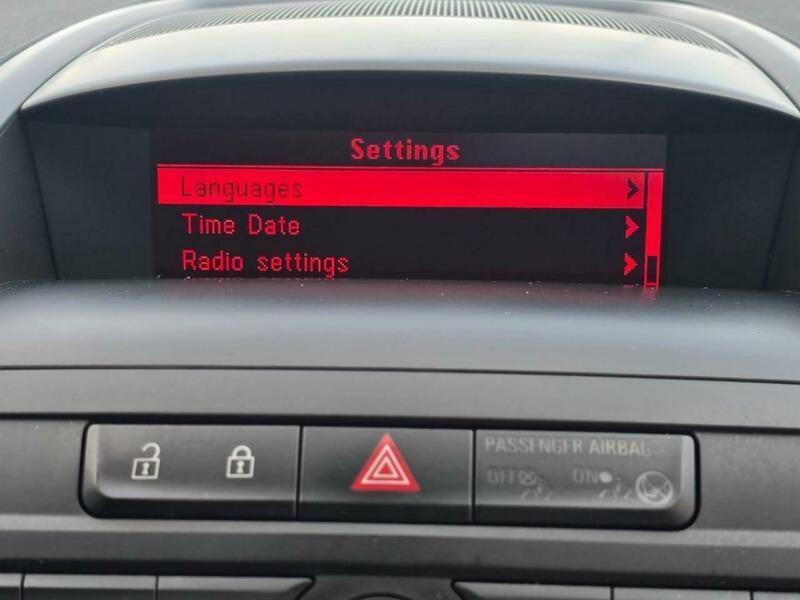 Settings
Languages
Time Date
Radio settings
PASSENGER AIRBAG
OFF ON